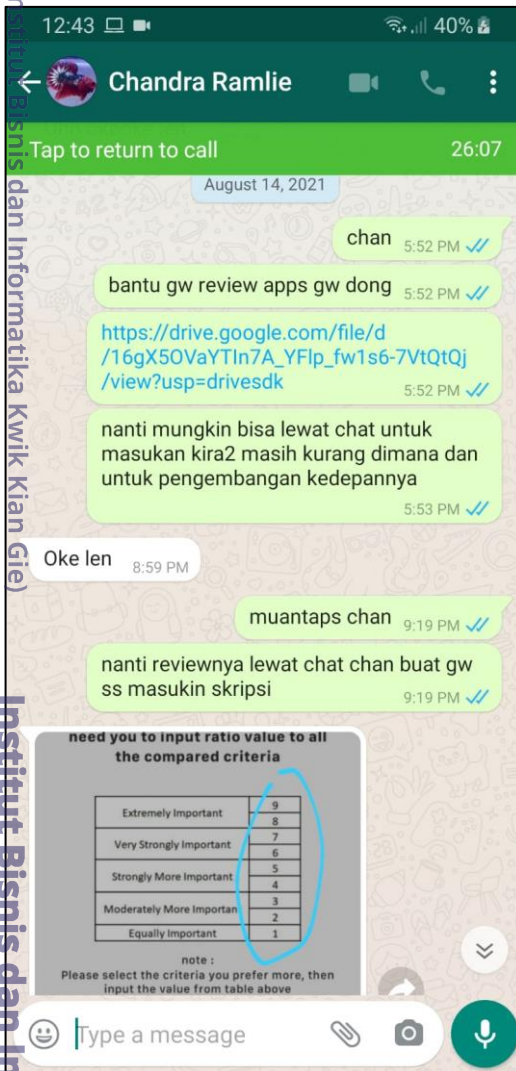 12:43 40%
Chandra Ramlie
Tap to return to call 26:07
August 14, 2021
chan 5:52 PM
bantu gw review apps gw dong 5:52 PM
https://drive.google.com/file/d
/16gX5OVaYTIn7A_YFlp_fw1s6-7VtQtQj
/view?usp=drivesdk
5:52 PM
nanti mungkin bisa lewat chat untuk
masukan kira2 masih kurang dimana dan
untuk pengembangan kedepannya
5:53 PM
Oke len 8:59 PM
muantaps chan 9:19 PM
nanti reviewnya lewat chat chan buat gw
ss masukin skripsi 9:19 PM
need you to input ratio value to all
the compared criteria
Extremely Important 9
8
Very Strongly Important 7
6
Strongly More Important 5
4
Moderately More Importan 3
2
Equally Important 1
note :
Please select the criteria you prefer more, then
input the value from table above
Type a message
nstitut Bisnis dan Informatika Kwik Kian Gie)
Institut Bisnis dan In